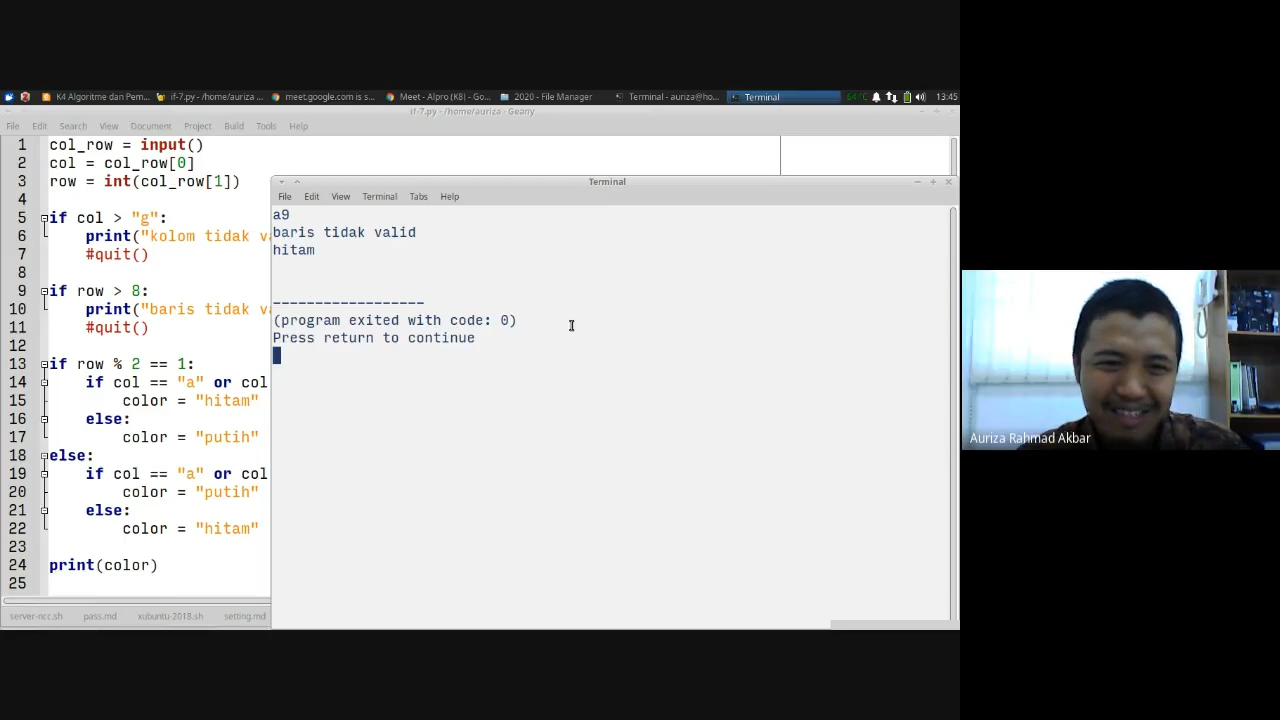 K4 Algoritme dan Pem...
if-7.py - /home/auriza ...
meet.google.com is s...
Meet - Alpro (K8) - Go...
2020 - File Manager
Terminal - auriza@ho...
Terminal
64°C
13:45
if-7.py - /home/auriza - Geany
File Edit Search View Document Project Build Tools Help
1 col_row = input()
2 col = col_row[0]
3 row = int(col_row[1])
4
5 if col > "g":
6 print("kolom tidak va
7 #quit()
8
9 if row > 8:
10 print("baris tidak va
11 #quit()
12
13 if row % 2 == 1:
14 if col == "a" or col
15 color = "hitam"
16 else:
17 color = "putih"
18 else:
19 if col == "a" or col
20 color = "putih"
21 else:
22 color = "hitam"
23
24 print(color)
25
server-ncc.sh pass.md xubuntu-2018.sh setting.md
Terminal
File Edit View Terminal Tabs Help
a9
baris tidak valid
hitam
------------------
(program exited with code: 0)
Press return to continue
Auriza Rahmad Akbar